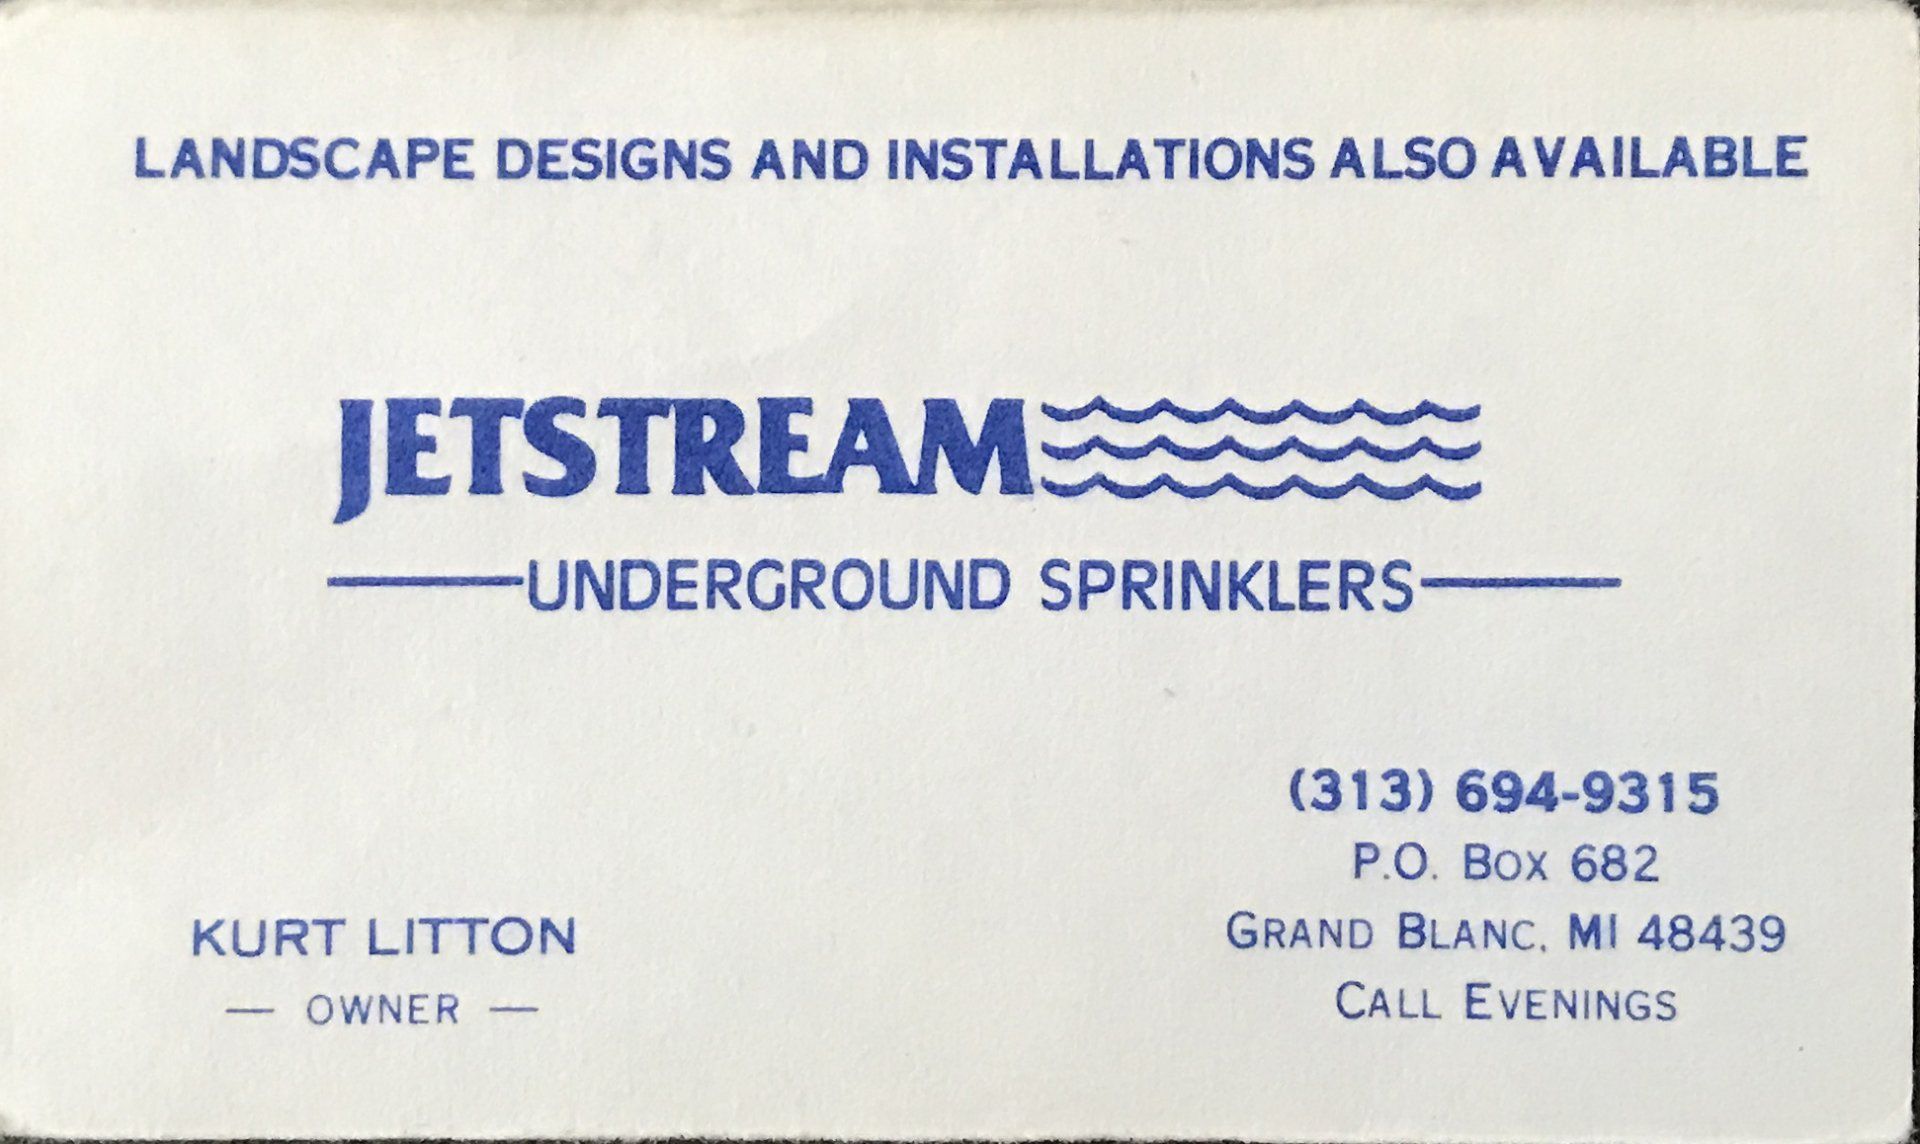 LANDSCAPE DESIGNS AND INSTALLATIONS ALSO AVAILABLE
JETSTREAM
UNDERGROUND SPRINKLERS
(313) 694-9315
P.O. BOX 682
GRAND BLANC, MI 48439
CALL EVENINGS
KURT LITTON
— OWNER —